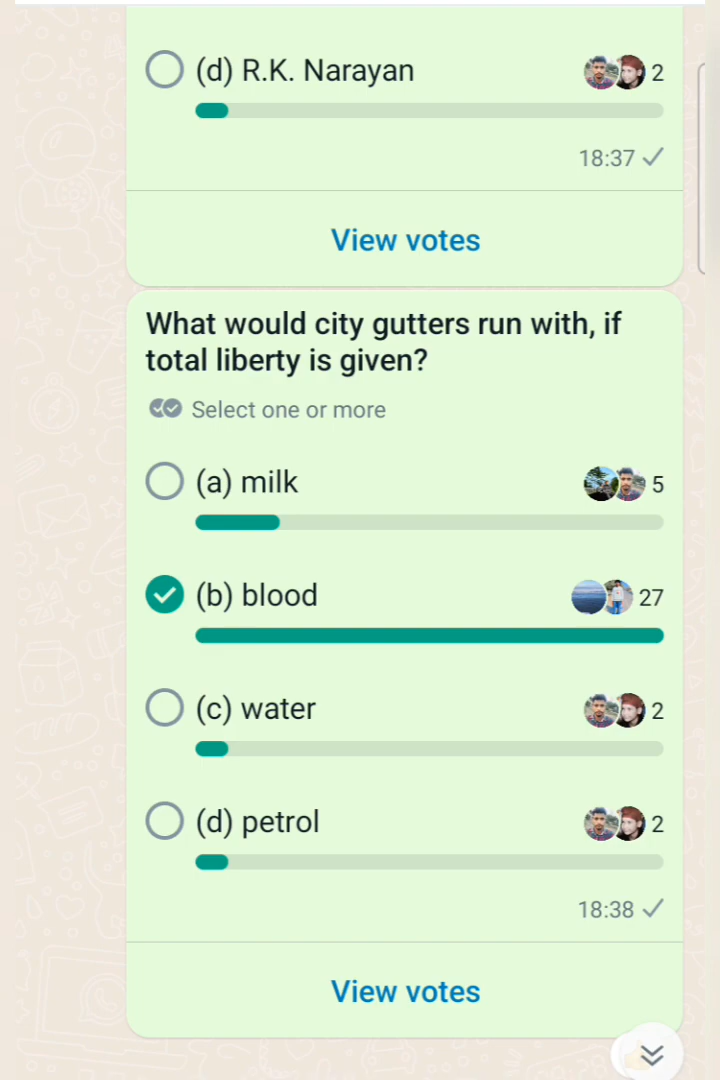 (d) R.K. Narayan
2
18:37
View votes
What would city gutters run with, if
total liberty is given?
Select one or more
(a) milk
5
(b) blood
27
(c) water
2
(d) petrol
2
18:38
View votes